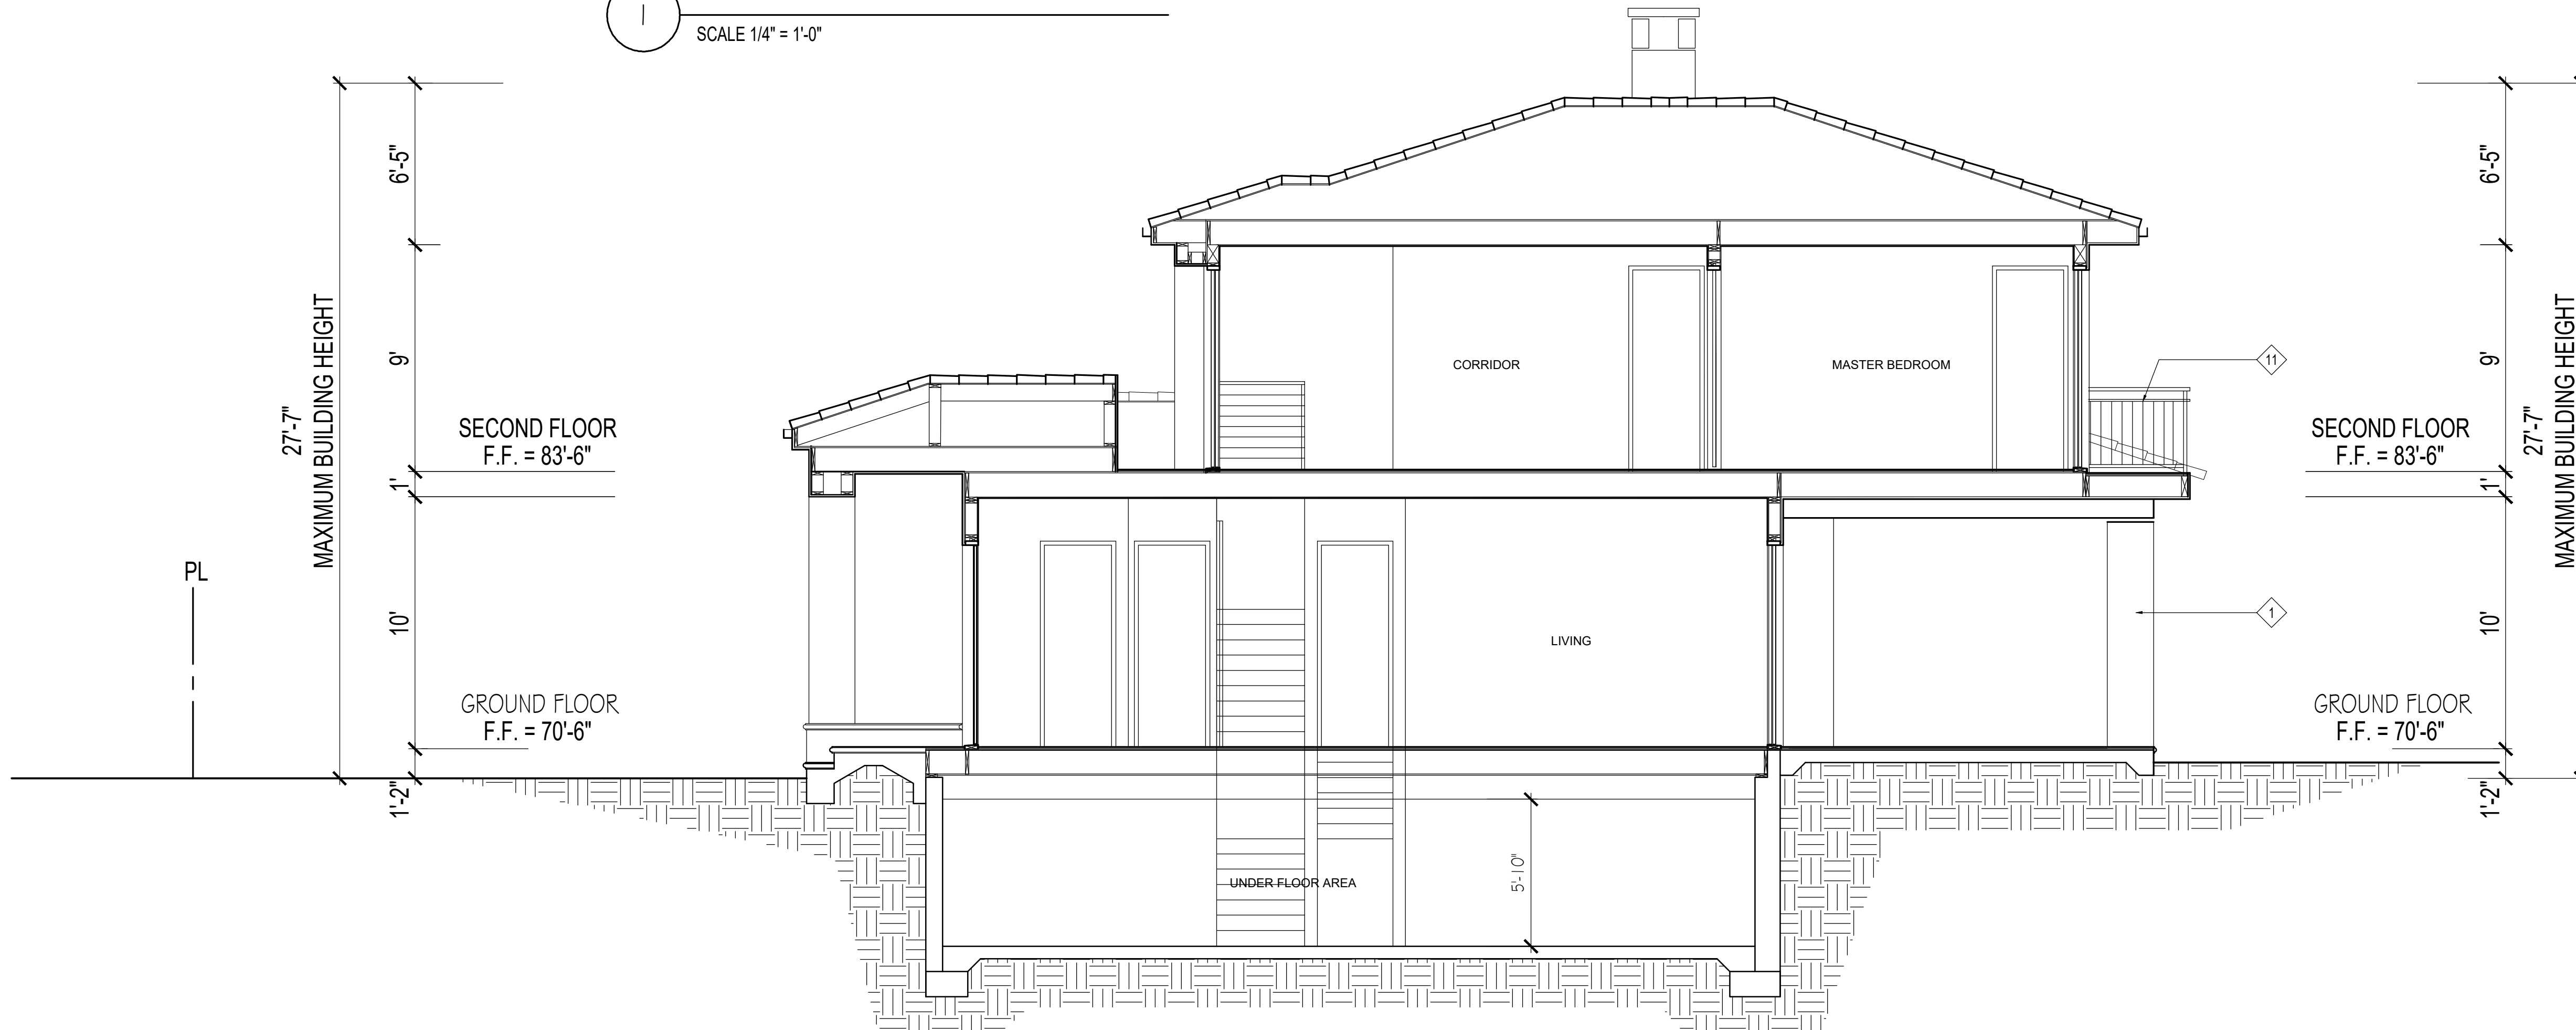 1
SCALE 1/4" = 1'-0"
6'-5"
6'-5"
9'
9'
CORRIDOR
MASTER BEDROOM
11
27'-7"
MAXIMUM BUILDING HEIGHT
27'-7"
MAXIMUM BUILDING HEIGHT
SECOND FLOOR
F.F. = 83'-6"
SECOND FLOOR
F.F. = 83'-6"
1'
1'
PL
10'
10'
LIVING
1
GROUND FLOOR
F.F. = 70'-6"
GROUND FLOOR
F.F. = 70'-6"
1'-2"
1'-2"
UNDER FLOOR AREA
5'-10"